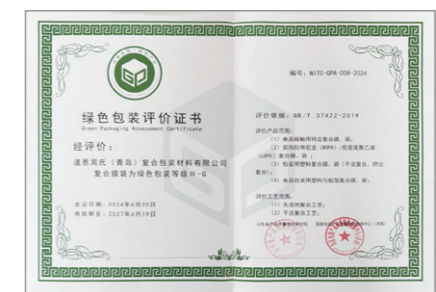 绿色包装评价证书
Green Packaging Assessment Certificate
经评价：
道恩周氏（青岛）复合包装材料有限公司
复合膜袋为绿色包装等级Ⅲ-G
发证日期：2024年6月20日
有效期至：2027年6月19日
编号：NITC-GPA-008-2024
评价依据：GB/T 37422-2019
评价产品范围：
（1）食品接触用特定复合膜、袋；
（2）双向拉伸尼龙（BOPA）/低密度聚乙烯
（LDPE）复合膜、袋；
（3）包装用塑料复合膜、袋（干法复合、挤出
复合）；
（4）食品包装用塑料与铝箔复合膜、袋。
评价工艺范围：
（1）无溶剂复合工艺；
（2）干法复合工艺；